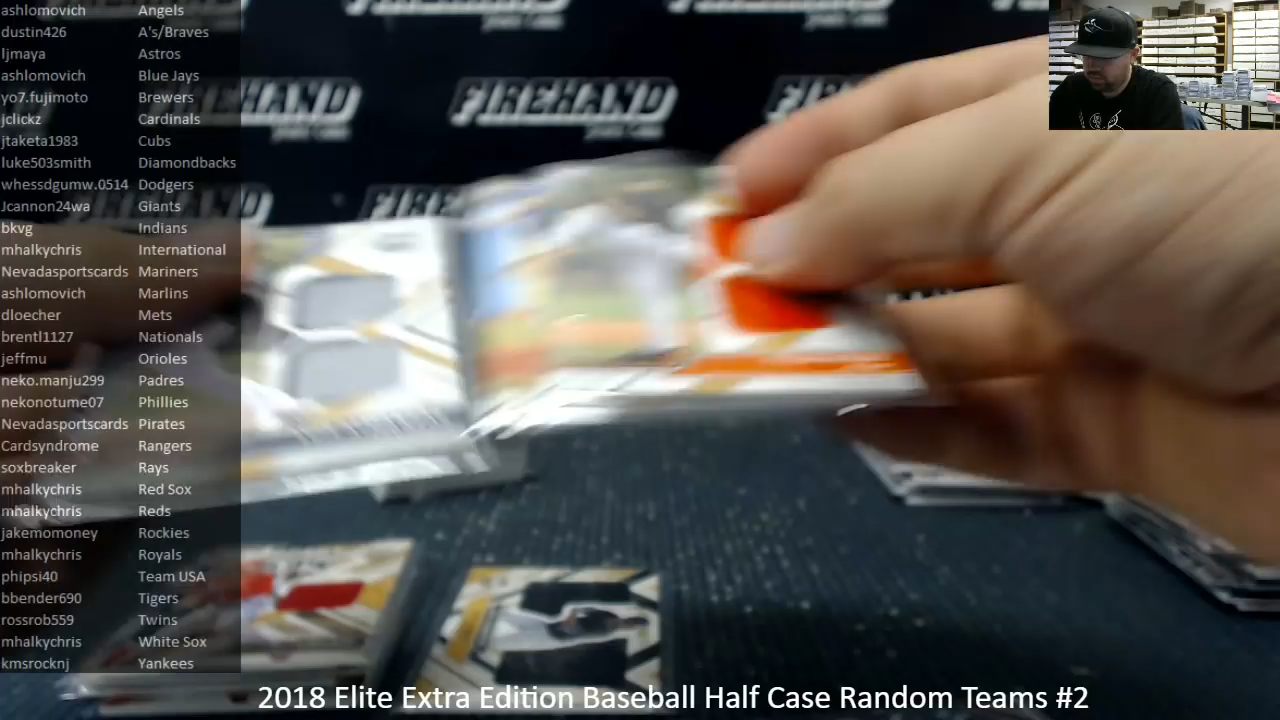 ashlomovich Angels
dustin426 A's/Braves
ljmaya Astros
ashlomovich Blue Jays
yo7.fujimoto Brewers
jclickz Cardinals
jtaketa1983 Cubs
luke503smith Diamondbacks
whessdgumw.0514 Dodgers
Jcannon24wa Giants
bkvg Indians
mhalkychris International
Nevadasportscards Mariners
ashlomovich Marlins
dloecher Mets
brentl1127 Nationals
jeffmu Orioles
neko.manju299 Padres
nekonotume07 Phillies
Nevadasportscards Pirates
Cardsyndrome Rangers
soxbreaker Rays
mhalkychris Red Sox
mhalkychris Reds
jakemomoney Rockies
mhalkychris Royals
phipsi40 Team USA
bbender690 Tigers
rossrob559 Twins
mhalkychris White Sox
kmsrocknj Yankees
FIREHAND
FIREHAND
FIREHAND
2018 Elite Extra Edition Baseball Half Case Random Teams #2